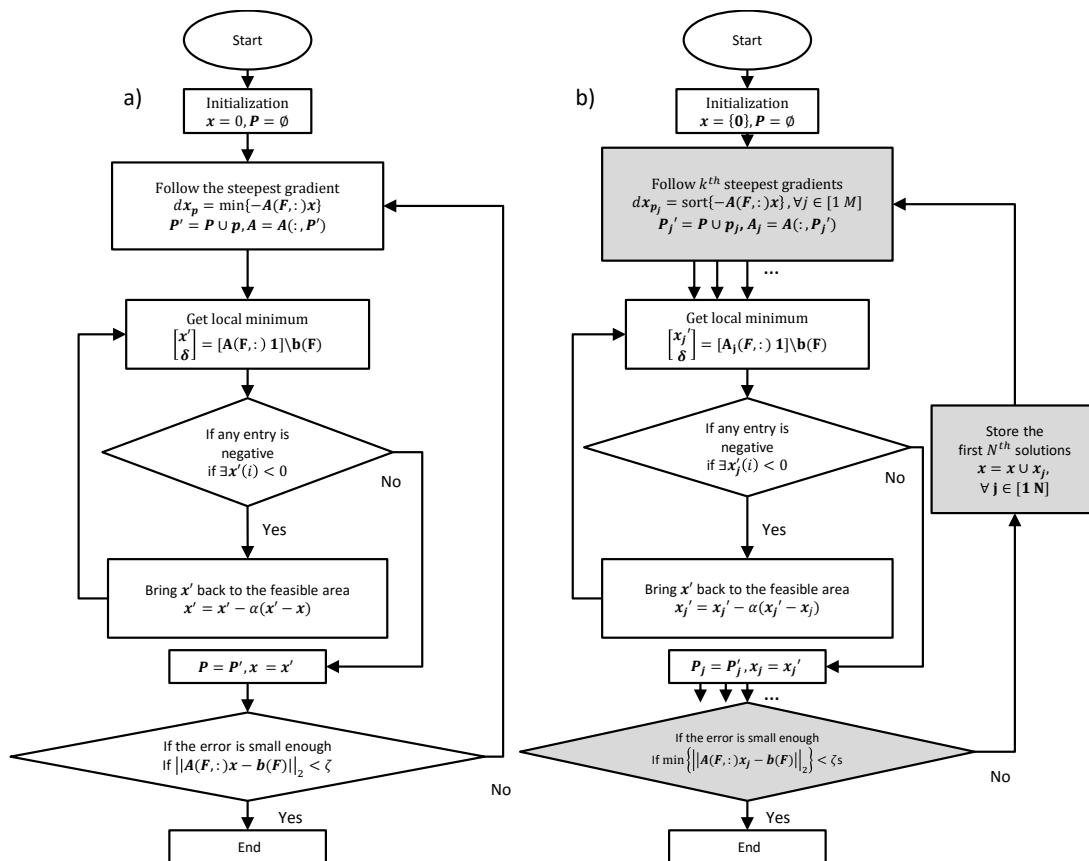 a)
Start
Initialization
x = 0, P = ∅
Follow the steepest gradient
dx_p = min{−A(F,:)x}
P′ = P ∪ p, A = A(:, P′)
Get local minimum
[x′ δ] = [A(F,:) 1]\b(F)
If any entry is
negative
if ∃x′(i) < 0
No
Yes
Bring x′ back to the feasible area
x′ = x′ − α(x′ − x)
P = P′, x = x′
If the error is small enough
If ||A(F,:)x − b(F)||₂ < ζ
No
Yes
End
b)
Start
Initialization
x = {0}, P = ∅
Follow k^th steepest gradients
dx_{p_j} = sort{−A(F,:)x}, ∀j ∈ [1 M]
P_j′ = P ∪ p_j, A_j = A(:, P_j′)
...
Get local minimum
[x_j′ δ] = [A_j(F,:) 1]\b(F)
If any entry is
negative
if ∃x_j′(i) < 0
No
Yes
Bring x′ back to the feasible area
x_j′ = x_j′ − α(x_j′ − x_j)
P_j = P_j′, x_j = x_j′
...
If the error is small enough
If min{||A(F,:)x_j − b(F)||₂} < ζs
No
Yes
End
Store the
first N^th solutions
x = x ∪ x_j,
∀ j ∈ [1 N]